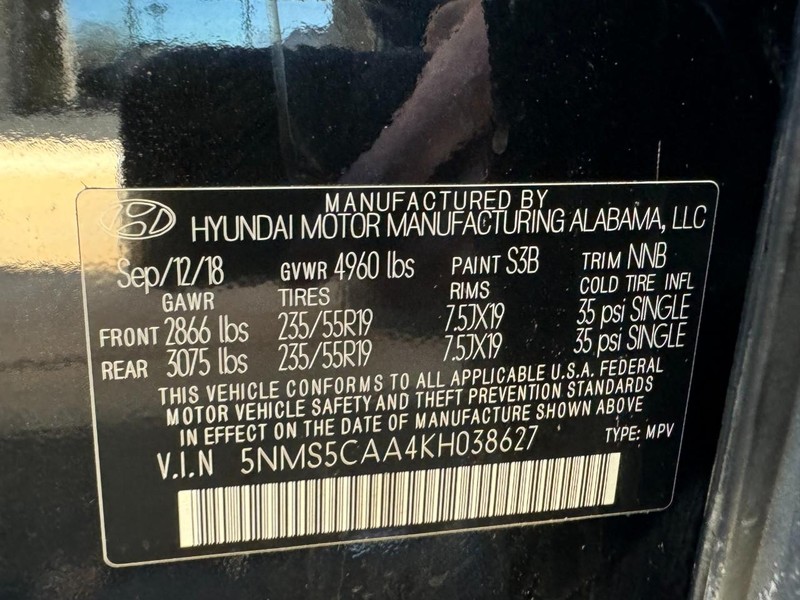 MANUFACTURED BY
HYUNDAI MOTOR MANUFACTURING ALABAMA, LLC
Sep/12/18 GVWR 4960 lbs PAINT S3B TRIM NNB
GAWR TIRES RIMS COLD TIRE INFL
FRONT 2866 lbs 235/55R19 7.5JX19 35 psi SINGLE
REAR 3075 lbs 235/55R19 7.5JX19 35 psi SINGLE
THIS VEHICLE CONFORMS TO ALL APPLICABLE U.S.A. FEDERAL
MOTOR VEHICLE SAFETY AND THEFT PREVENTION STANDARDS
IN EFFECT ON THE DATE OF MANUFACTURE SHOWN ABOVE
V.I.N 5NMS5CAA4KH038627 TYPE: MPV